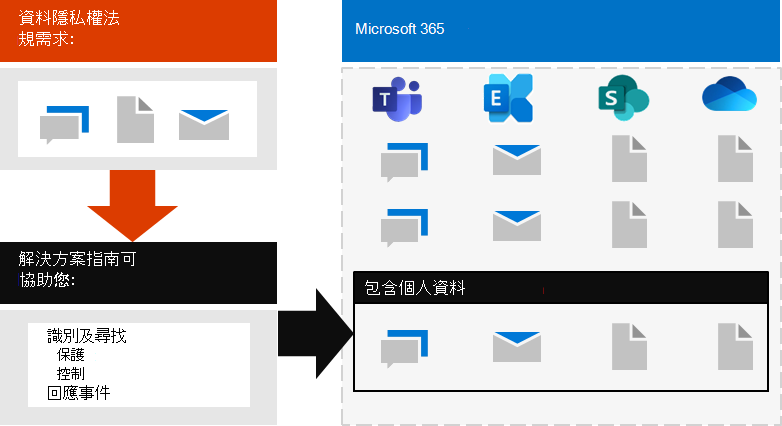 資料隱私權法
規需求:
Microsoft 365
T
E
S
解決方案指南可
協助您:
包含個人資料
識別及尋找
保護
控制
回應事件